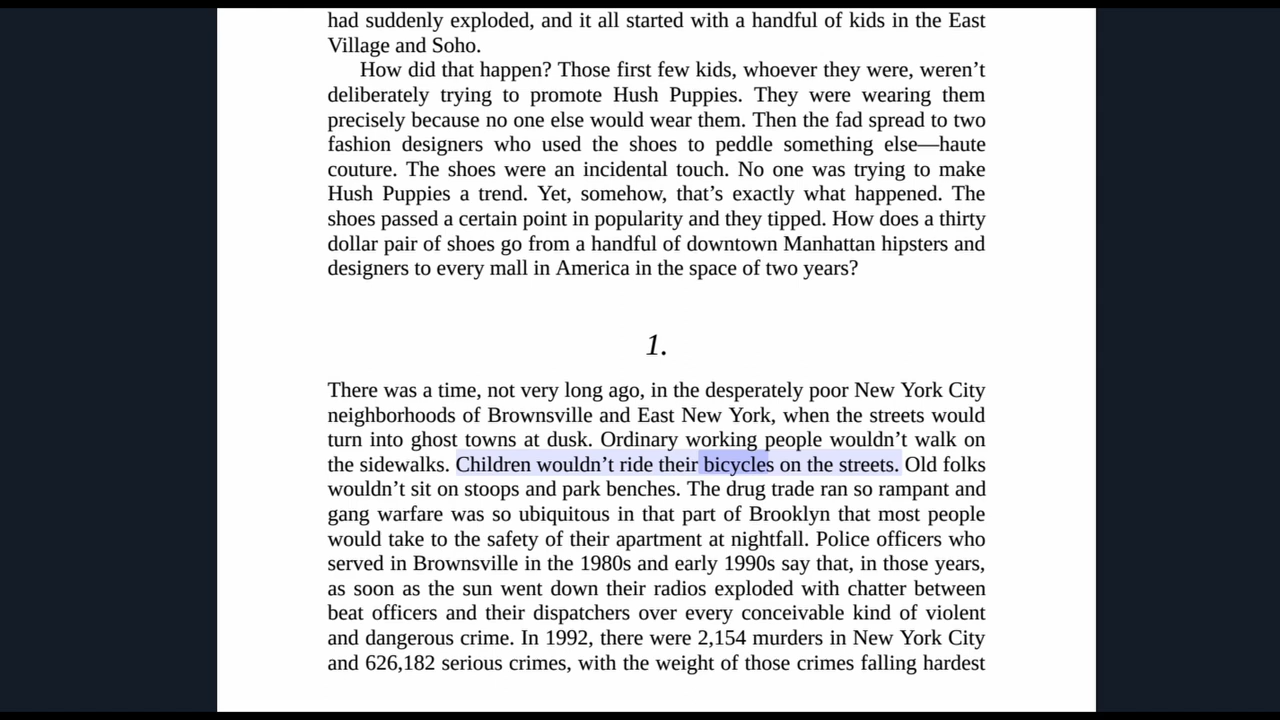 had suddenly exploded, and it all started with a handful of kids in the East
Village and Soho.
How did that happen? Those first few kids, whoever they were, weren’t
deliberately trying to promote Hush Puppies. They were wearing them
precisely because no one else would wear them. Then the fad spread to two
fashion designers who used the shoes to peddle something else—haute
couture. The shoes were an incidental touch. No one was trying to make
Hush Puppies a trend. Yet, somehow, that’s exactly what happened. The
shoes passed a certain point in popularity and they tipped. How does a thirty
dollar pair of shoes go from a handful of downtown Manhattan hipsters and
designers to every mall in America in the space of two years?
1.
There was a time, not very long ago, in the desperately poor New York City
neighborhoods of Brownsville and East New York, when the streets would
turn into ghost towns at dusk. Ordinary working people wouldn’t walk on
the sidewalks. Children wouldn’t ride their bicycles on the streets. Old folks
wouldn’t sit on stoops and park benches. The drug trade ran so rampant and
gang warfare was so ubiquitous in that part of Brooklyn that most people
would take to the safety of their apartment at nightfall. Police officers who
served in Brownsville in the 1980s and early 1990s say that, in those years,
as soon as the sun went down their radios exploded with chatter between
beat officers and their dispatchers over every conceivable kind of violent
and dangerous crime. In 1992, there were 2,154 murders in New York City
and 626,182 serious crimes, with the weight of those crimes falling hardest